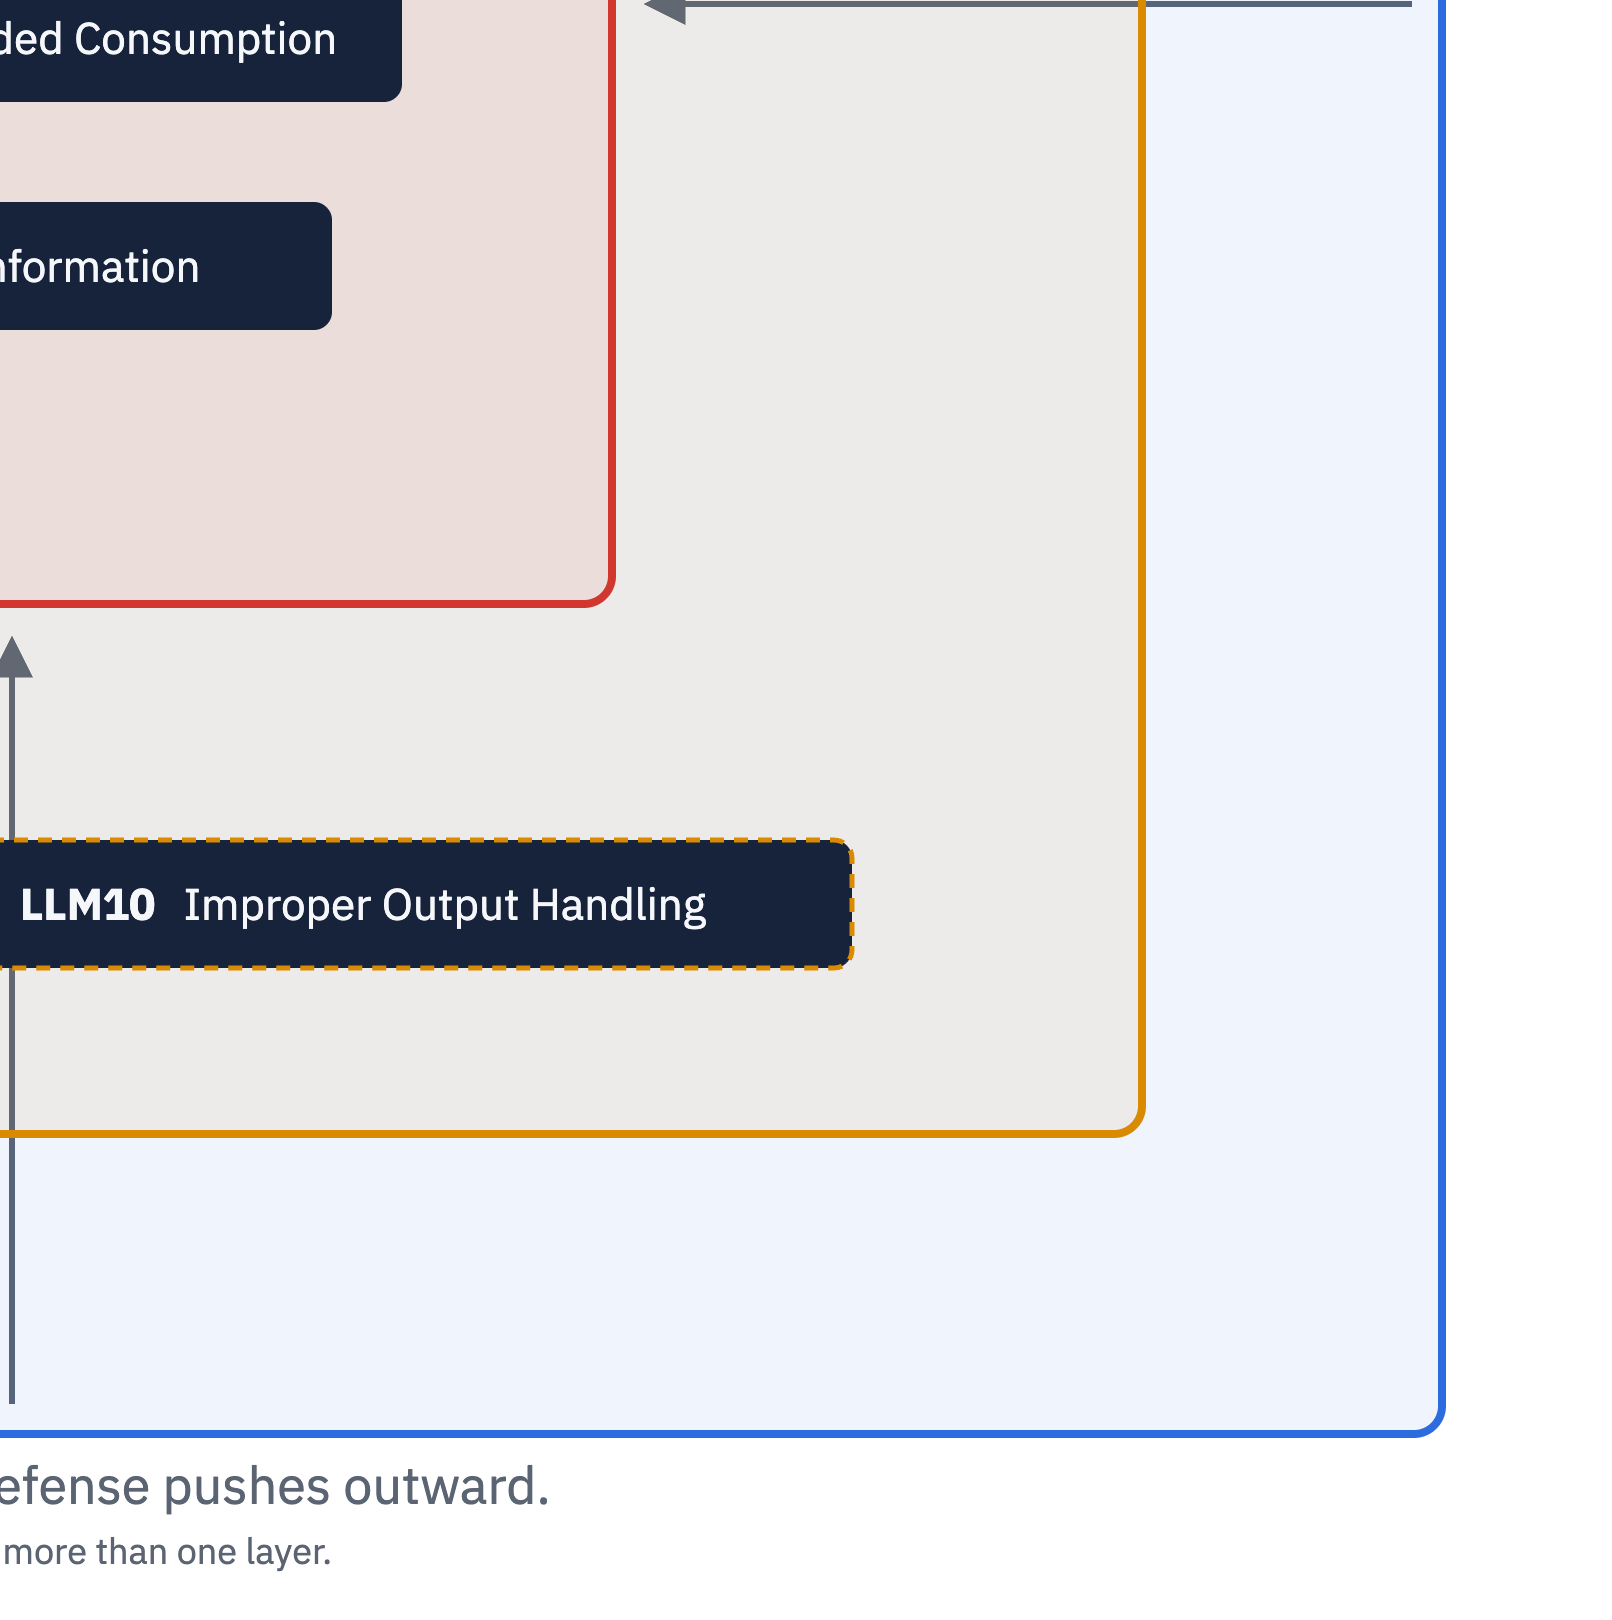 ded Consumption
nformation
LLM10 Improper Output Handling
efense pushes outward.
more than one layer.